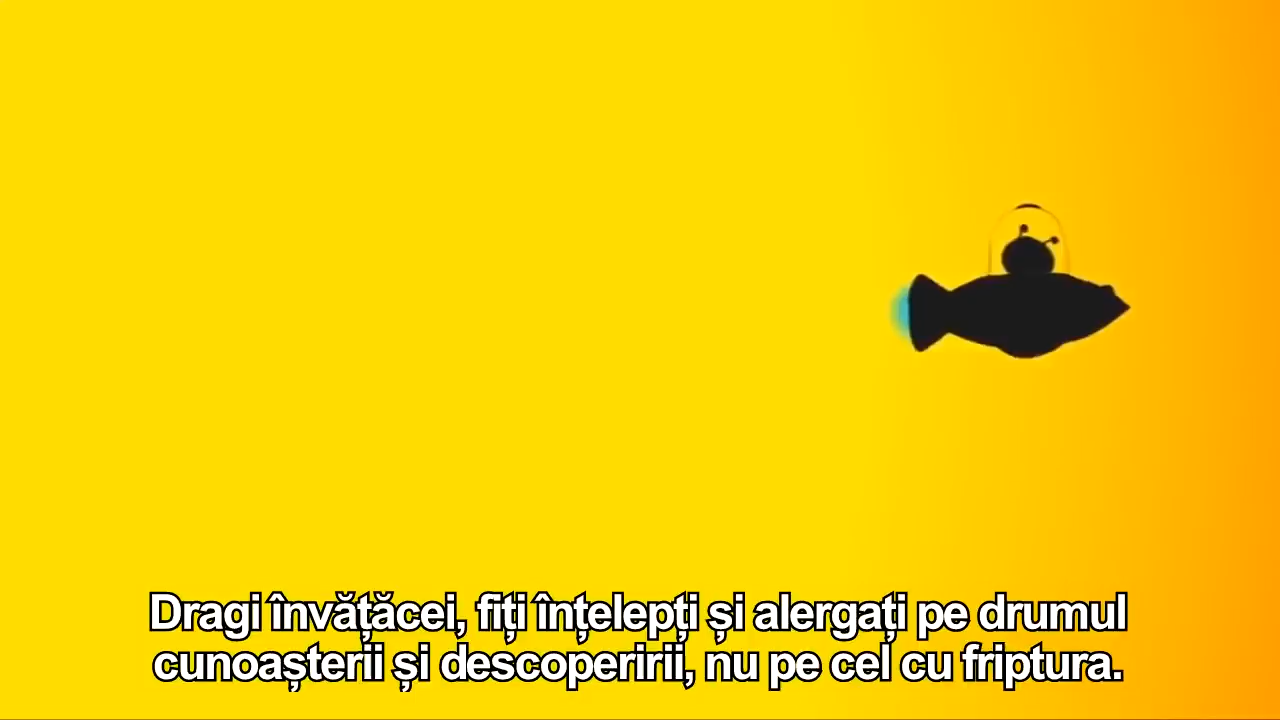 Dragi învățăcei, fiți înțelepți și alergați pe drumul
cunoașterii și descoperirii, nu pe cel cu friptura.